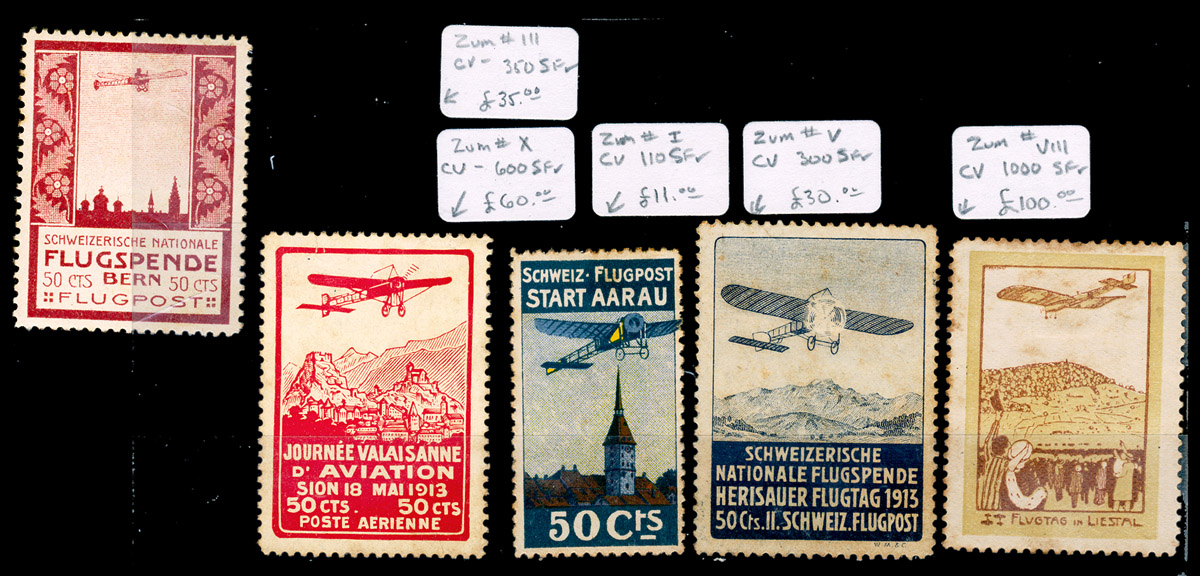 Zum # III
CV - 350 SFr
£35.00
Zum # X
CV - 600 SFr
£60.00
Zum # I
CV 110 SFr
£11.00
Zum # V
CV 300 SFr
£30.00
Zum # VIII
CV 1000 SFr
£100.00
SCHWEIZERISCHE NATIONALE
FLUGSPENDE
50 CTS BERN 50 CTS
FLUGPOST
JOURNÉE VALAISANNE
D'AVIATION
SION 18 MAI 1913
50 CTS. 50 CTS
POSTE AERIENNE
SCHWEIZ· FLUGPOST
START AARAU
50 Cts
SCHWEIZERISCHE
NATIONALE FLUGSPENDE
HERISAUER FLUGTAG 1913
50 Cts. II. SCHWEIZ. FLUGPOST
W. M. & C.
FLUGTAG IN LIESTAL